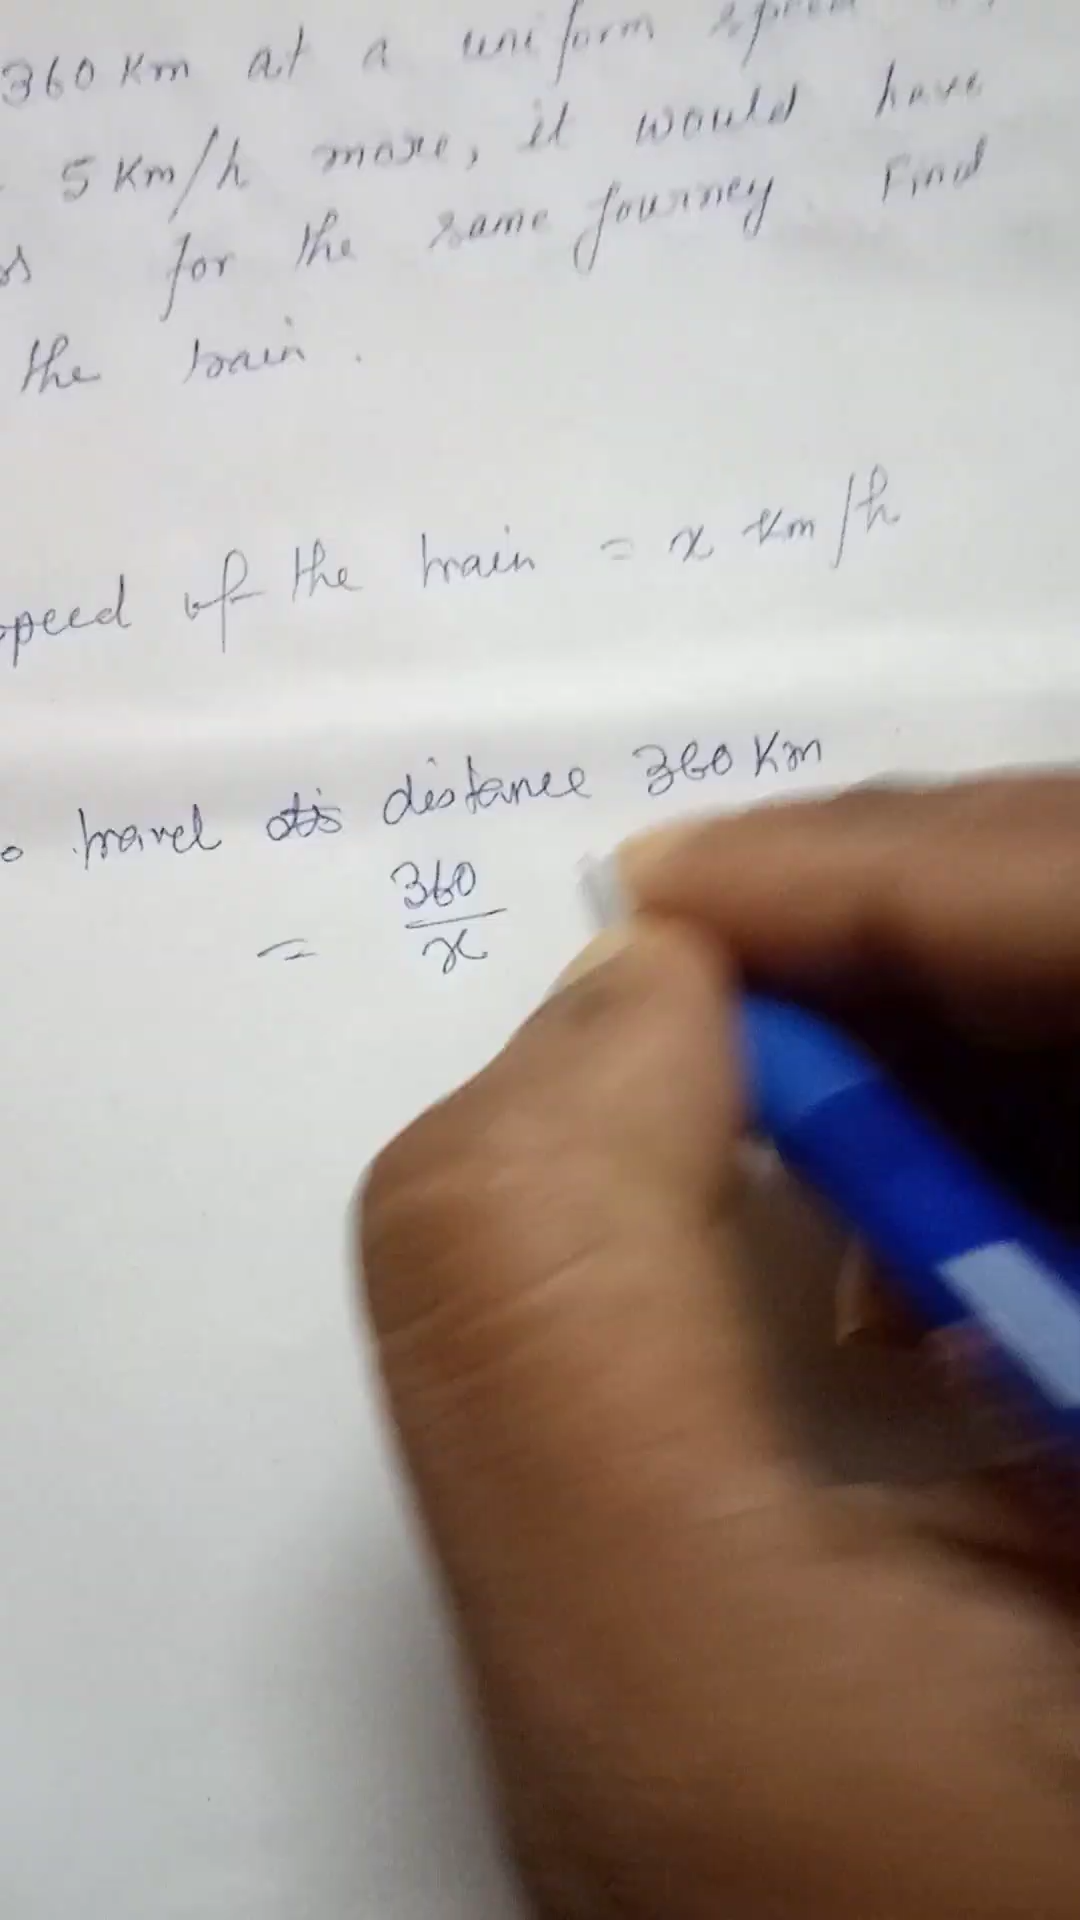 360 Km at a uniform speed
5 Km/h more, it would have
for the same journey. Find
the train.
speed of the train = x km/h
travel distance 360 Km
= 360/x